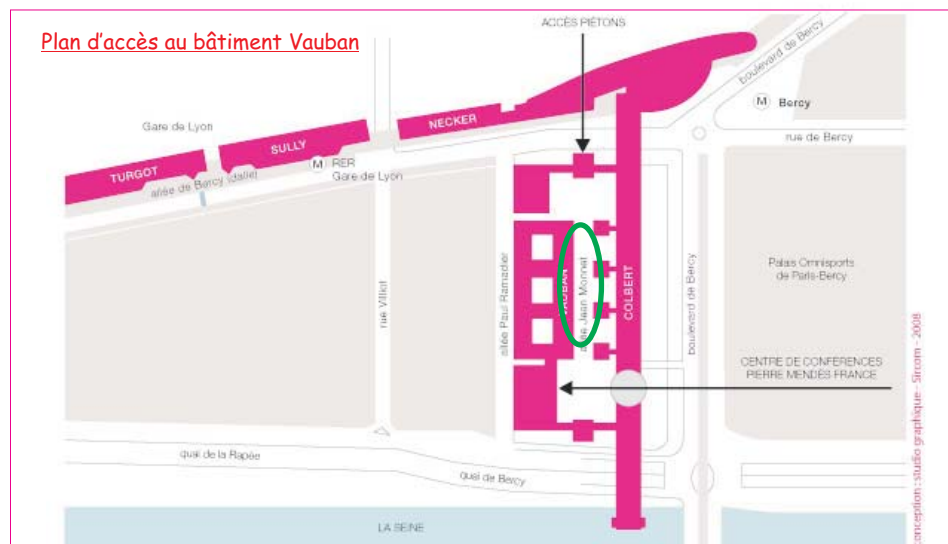 Plan d'accès au bâtiment Vauban
ACCÈS PIÉTONS
boulevard de Bercy
M Bercy
rue de Bercy
Gare de Lyon
NECKER
SULLY
TURGOT
M RER
Gare de Lyon
allée de Bercy (dalle)
rue Villiot
allée Paul Ramadier
VAUBAN
allée Jean Monnet
COLBERT
boulevard de Bercy
Palais Omnisports
de Paris-Bercy
CENTRE DE CONFÉRENCES
PIERRE MENDÈS FRANCE
quai de la Rapée
quai de Bercy
LA SEINE
conception : studio graphique - Sircom - 2008